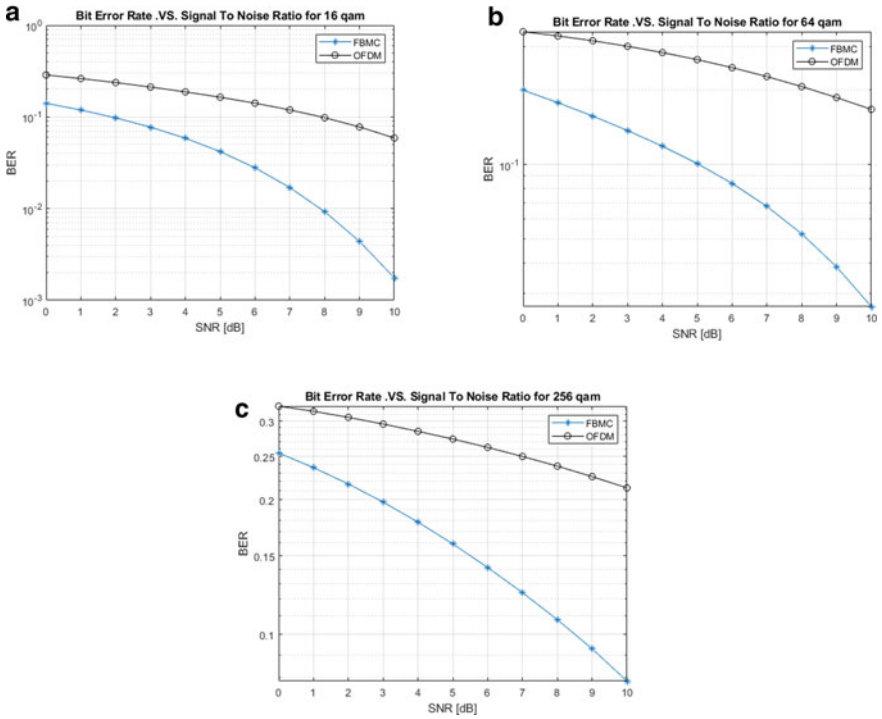 a
Bit Error Rate .VS. Signal To Noise Ratio for 16 qam
10^0
10^-1
10^-2
10^-3
BER
FBMC
OFDM
0 1 2 3 4 5 6 7 8 9 10
SNR [dB]
b
Bit Error Rate .VS. Signal To Noise Ratio for 64 qam
10^-1
BER
FBMC
OFDM
0 1 2 3 4 5 6 7 8 9 10
SNR [dB]
c
Bit Error Rate .VS. Signal To Noise Ratio for 256 qam
0.3
0.25
0.2
0.15
0.1
BER
FBMC
OFDM
0 1 2 3 4 5 6 7 8 9 10
SNR [dB]